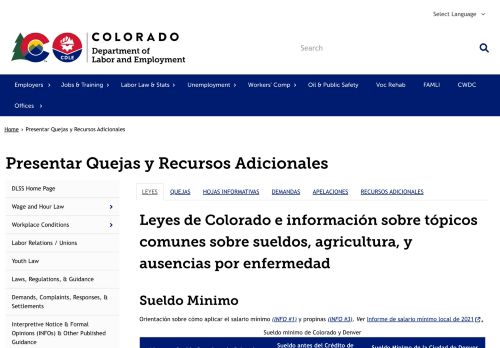 Select Language
COLORADO
Department of
Labor and Employment
CDLE
Search
Employers Jobs & Training Labor Law & Stats Unemployment Workers' Comp Oil & Public Safety Voc Rehab FAMLI CWDC
Offices
Home › Presentar Quejas y Recursos Adicionales
Presentar Quejas y Recursos Adicionales
DLSS Home Page
Wage and Hour Law
Workplace Conditions
Labor Relations / Unions
Youth Law
Laws, Regulations, & Guidance
Demands, Complaints, Responses, &
Settlements
Interpretive Notice & Formal
Opinions (INFOs) & Other Published
Guidance
LEYES QUEJAS HOJAS INFORMATIVAS DEMANDAS APELACIONES RECURSOS ADICIONALES
Leyes de Colorado e información sobre tópicos
comunes sobre sueldos, agricultura, y
ausencias por enfermedad
Sueldo Minimo
Orientación sobre cómo aplicar el salario mínimo (INFO #1) y propinas (INFO #3). Ver Informe de salario mínimo local de 2021.
Sueldo mínimo de Colorado y Denver
Sueldo antes del Crédito de
Sueldo Mínimo de la Ciudad de Denver